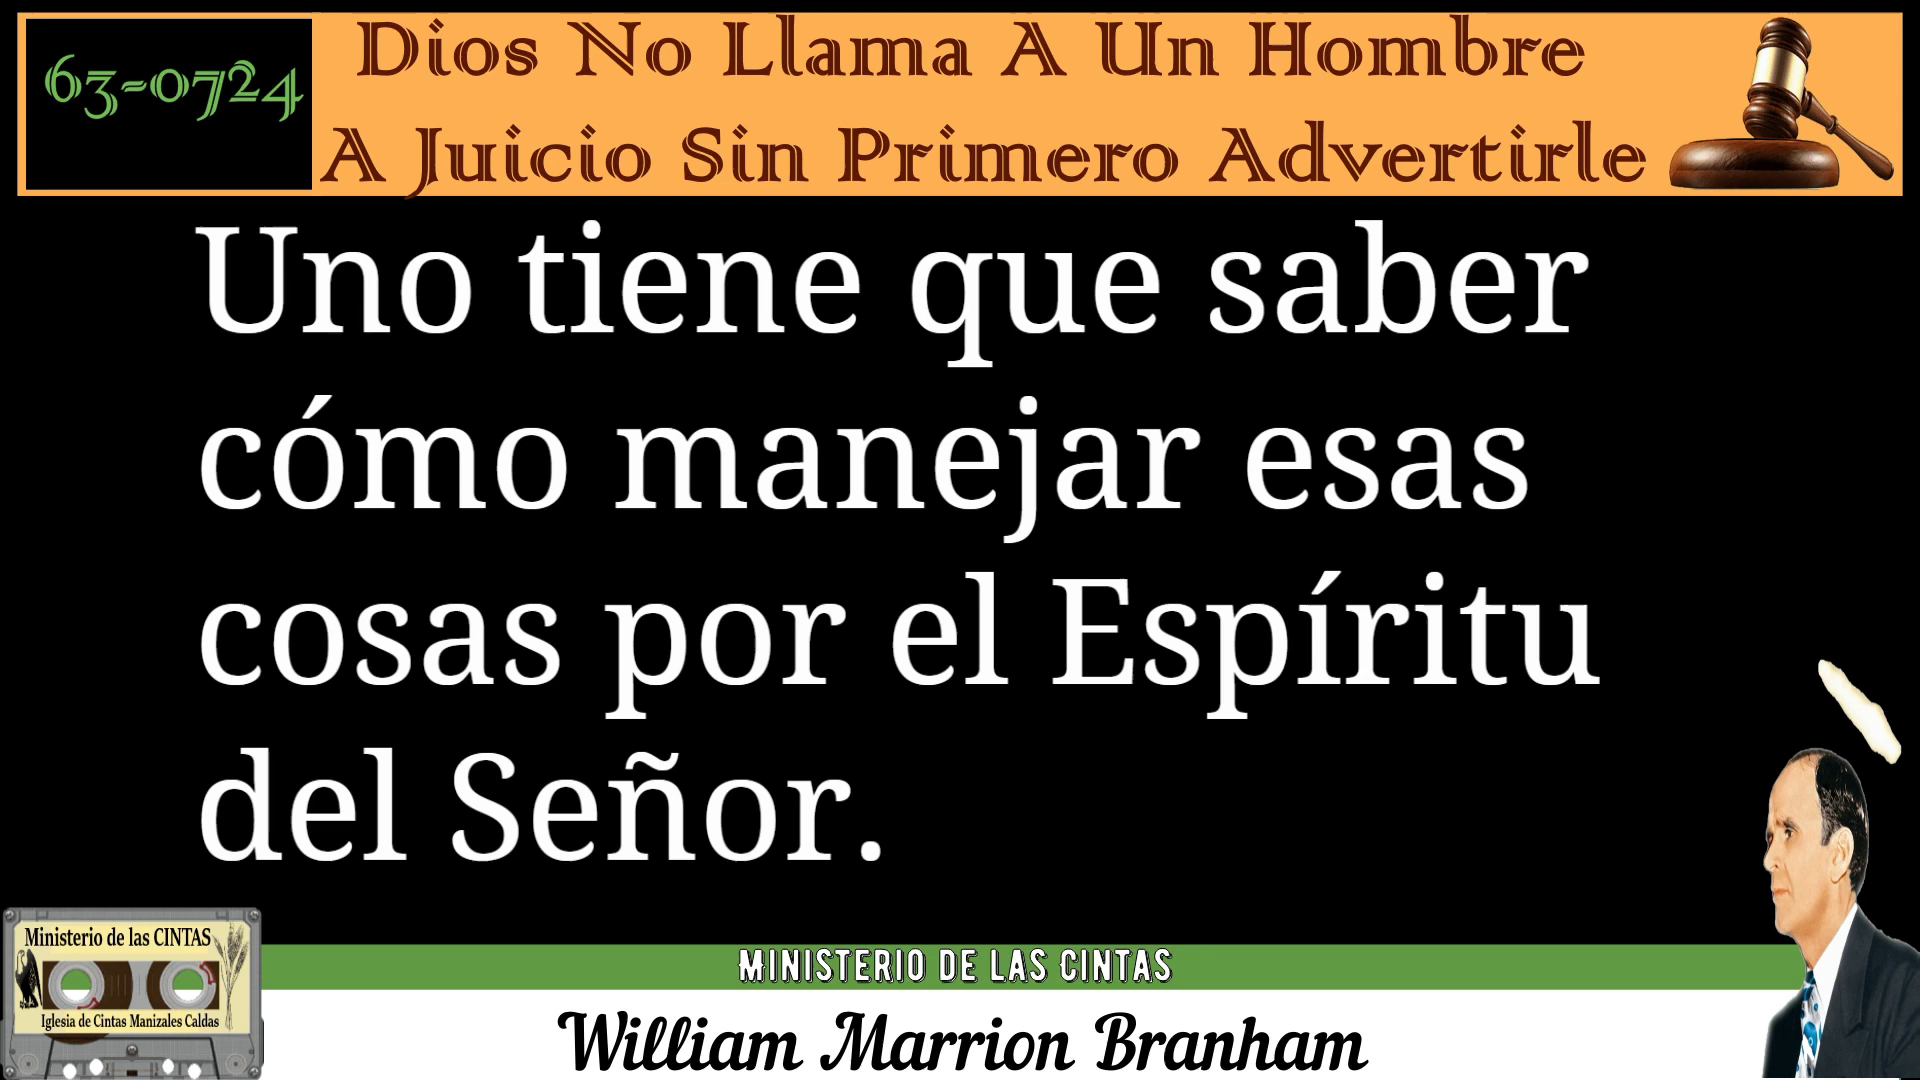 63-0724
Dios No Llama A Un Hombre
A Juicio Sin Primero Advertirle
Uno tiene que saber
cómo manejar esas
cosas por el Espíritu
del Señor.
Ministerio de las CINTAS
Iglesia de Cintas Manizales Caldas
MINISTERIO DE LAS CINTAS
William Marrion Branham